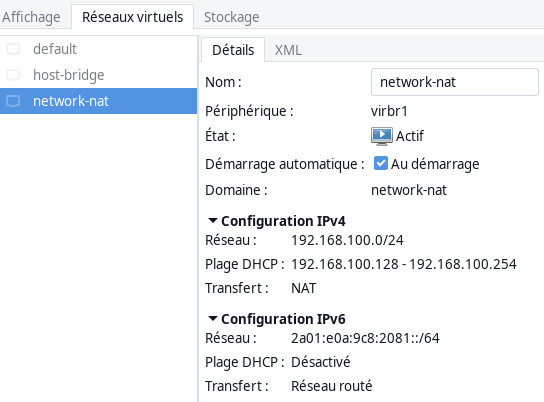 Affichage Réseaux virtuels Stockage
default
host-bridge
network-nat
Détails XML
Nom : network-nat
Périphérique : virbr1
État : Actif
Démarrage automatique : Au démarrage
Domaine : network-nat
Configuration IPv4
Réseau : 192.168.100.0/24
Plage DHCP : 192.168.100.128 - 192.168.100.254
Transfert : NAT
Configuration IPv6
Réseau : 2a01:e0a:9c8:2081::/64
Plage DHCP : Désactivé
Transfert : Réseau routé